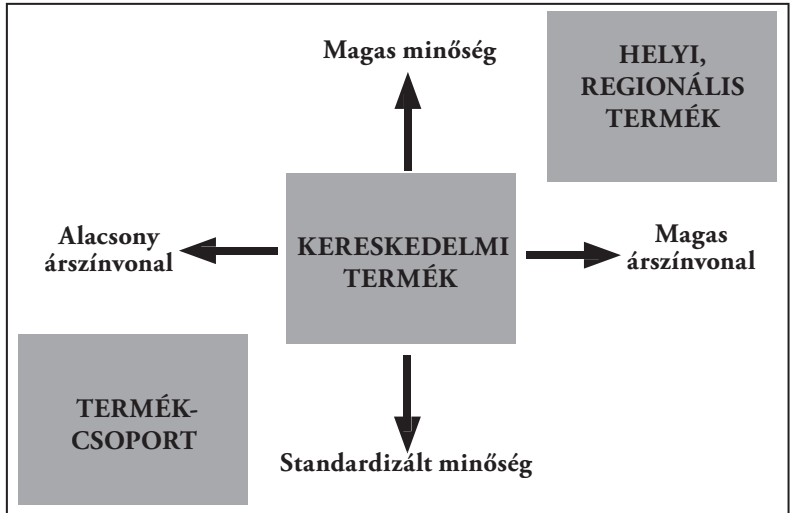 Magas minőség
HELYI,
REGIONÁLIS
TERMÉK
Alacsony
árszínvonal
KERESKEDELMI
TERMÉK
Magas
árszínvonal
TERMÉK-
CSOPORT
Standardizált minőség